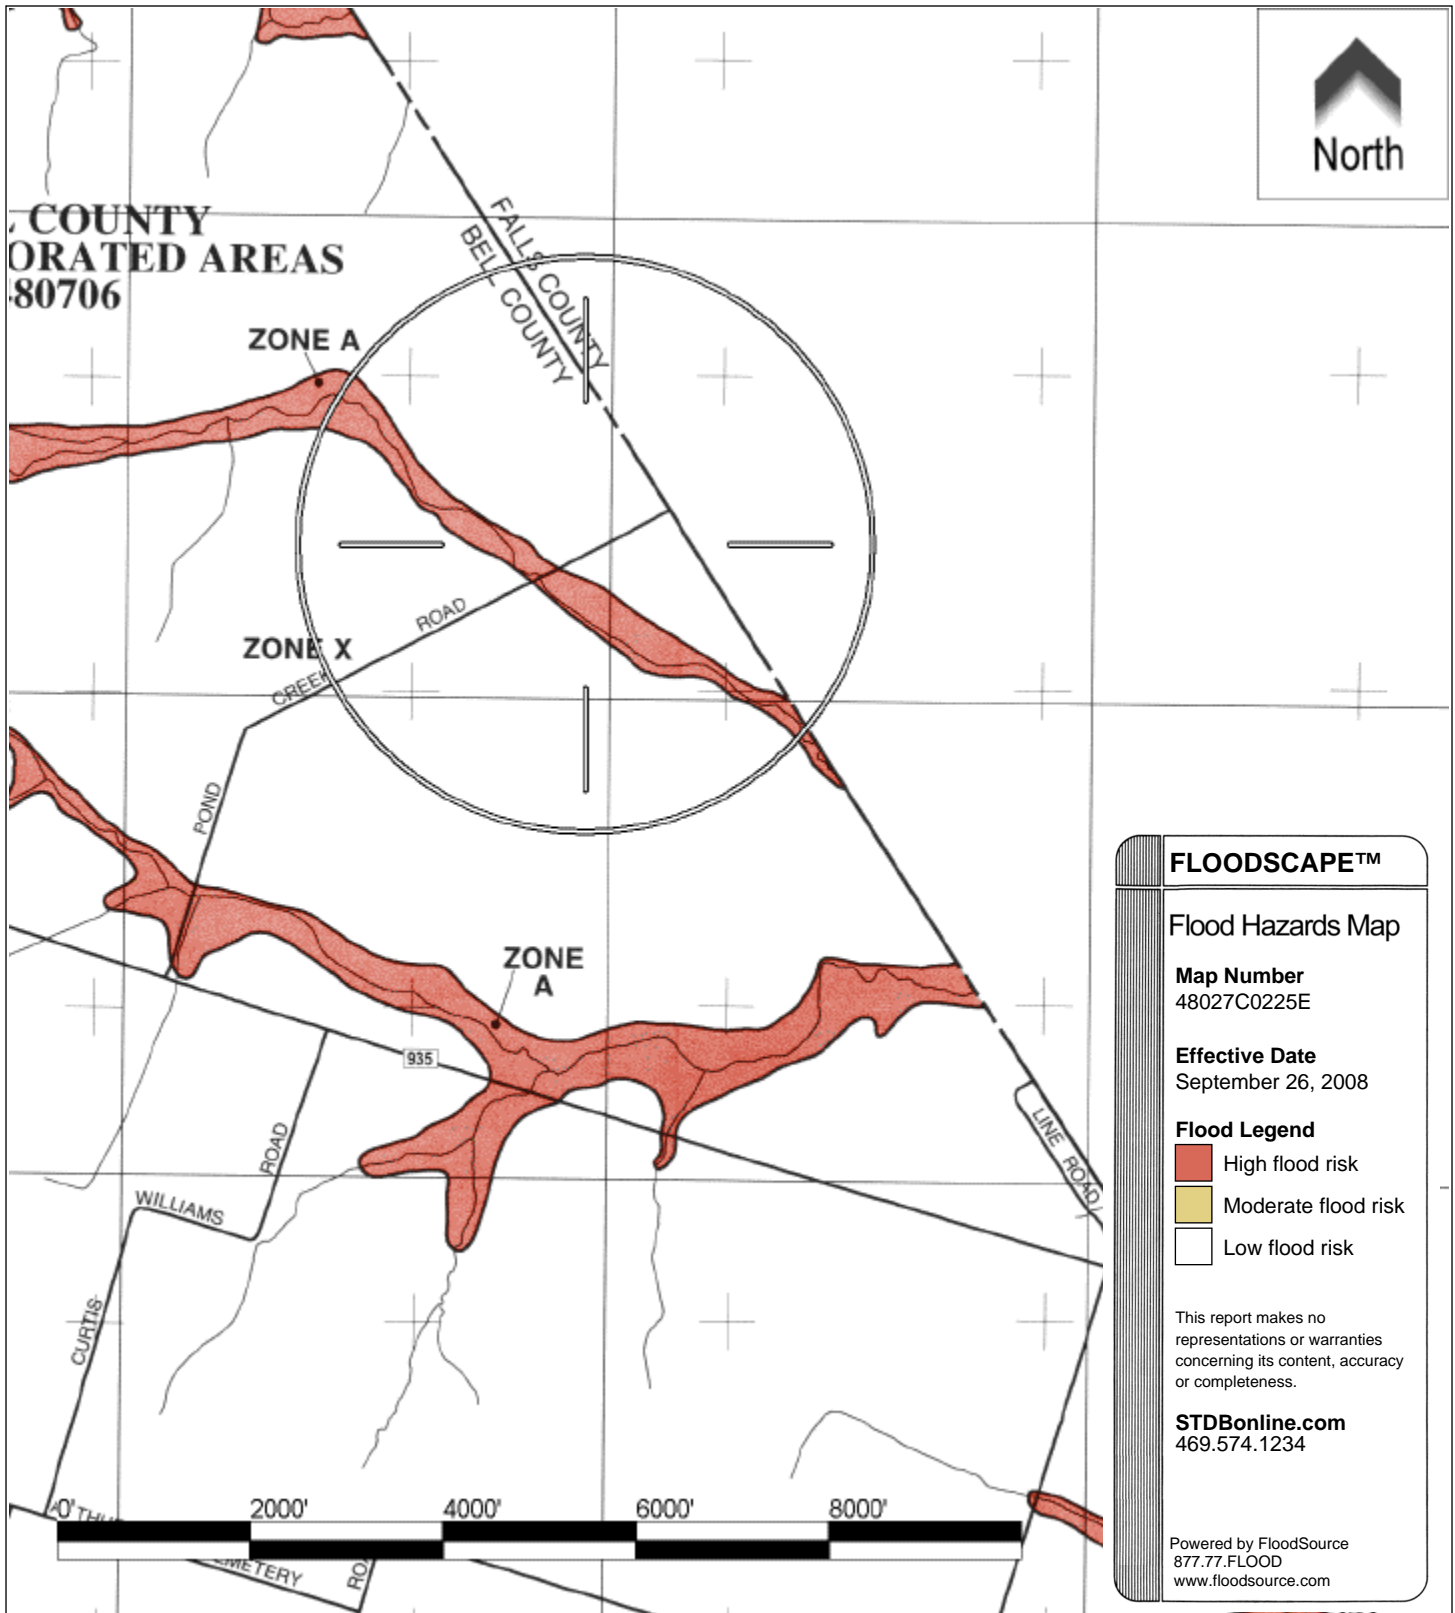 North
COUNTY
ORATED AREAS
80706
FALLS COUNTY
BELL COUNTY
ZONE A
ROAD
ZONE X
CREEK
POND
ZONE
A
935
ROAD
WILLIAMS
CURTIS
LINE ROAD
FLOODSCAPE™
Flood Hazards Map
Map Number
48027C0225E
Effective Date
September 26, 2008
Flood Legend
High flood risk
Moderate flood risk
Low flood risk
This report makes no
representations or warranties
concerning its content, accuracy
or completeness.
STDBonline.com
469.574.1234
Powered by FloodSource
877.77.FLOOD
www.floodsource.com
0' 2000' 4000' 6000' 8000'